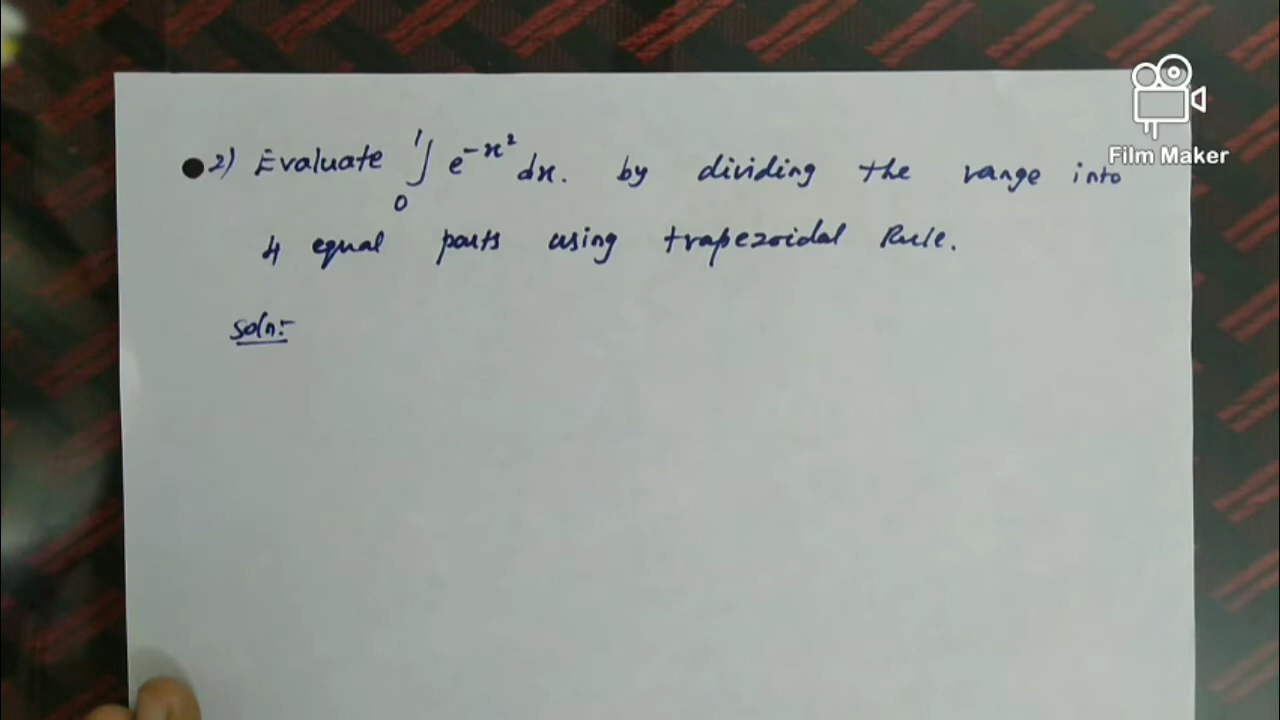 Film Maker
2) Evaluate ∫₀¹ e^{-x²} dx. by dividing the range into
4 equal parts using trapezoidal Rule.
Soln:-